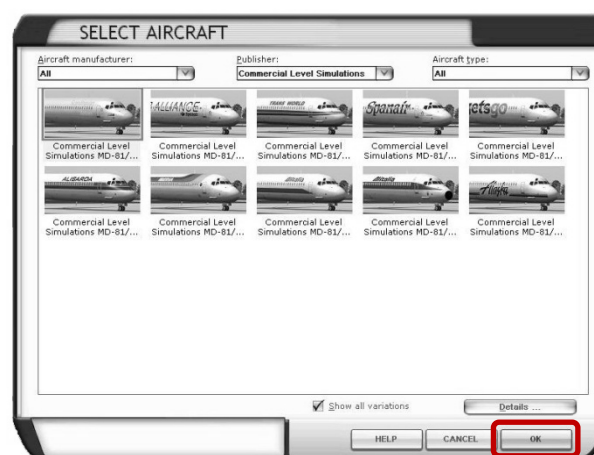 SELECT AIRCRAFT
Aircraft manufacturer:
Publisher:
Aircraft type:
All
Commercial Level Simulations
All
ALLIANCE
TRANS WORLD
Spanair
jetsgo
Commercial Level Simulations MD-81/...
Commercial Level Simulations MD-81/...
Commercial Level Simulations MD-81/...
Commercial Level Simulations MD-81/...
Commercial Level Simulations MD-81/...
ALISARDA
Alitalia
Alitalia
Alaska
Commercial Level Simulations MD-81/...
Commercial Level Simulations MD-81/...
Commercial Level Simulations MD-81/...
Commercial Level Simulations MD-81/...
Commercial Level Simulations MD-81/...
Show all variations
Details ...
HELP
CANCEL
OK